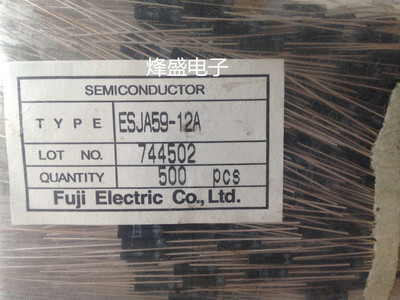 烽盛电子
SEMICONDUCTOR
TYPE ESJA59-12A
LOT NO. 744502
QUANTITY 500 pcs
Fuji Electric Co., Ltd.